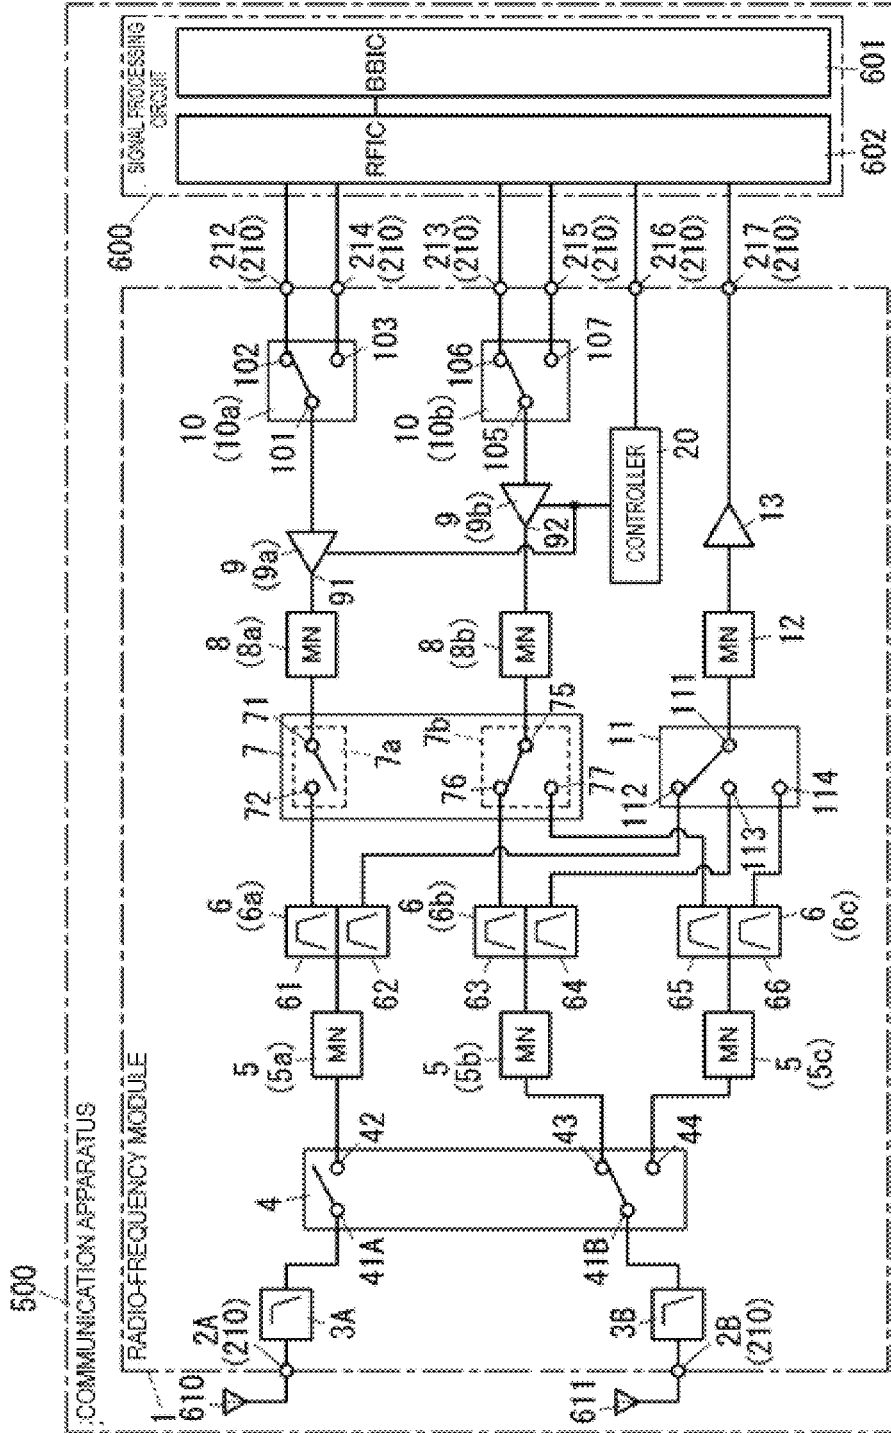 500
COMMUNICATION APPARATUS
1
RADIO-FREQUENCY MODULE
600
SIGNAL PROCESSING
CIRCUIT
610
2A
(210)
3A
41A
4
42
5
(5a)
MN
61
62
6
(6a)
72
7
71
7a
8
(8a)
MN
9
(9a)
91
10
(10a)
101
102
103
212
(210)
214
(210)
RFIC
BBIC
43
5
(5b)
MN
63
64
6
(6b)
76
7b
75
77
8
(8b)
MN
9
(9b)
92
10
(10b)
105
106
107
213
(210)
215
(210)
CONTROLLER
20
216
(210)
611
2B
(210)
3B
41B
44
MN
5
(5c)
65
66
6
(6c)
112
11
111
113
114
MN
12
13
217
(210)
602
601